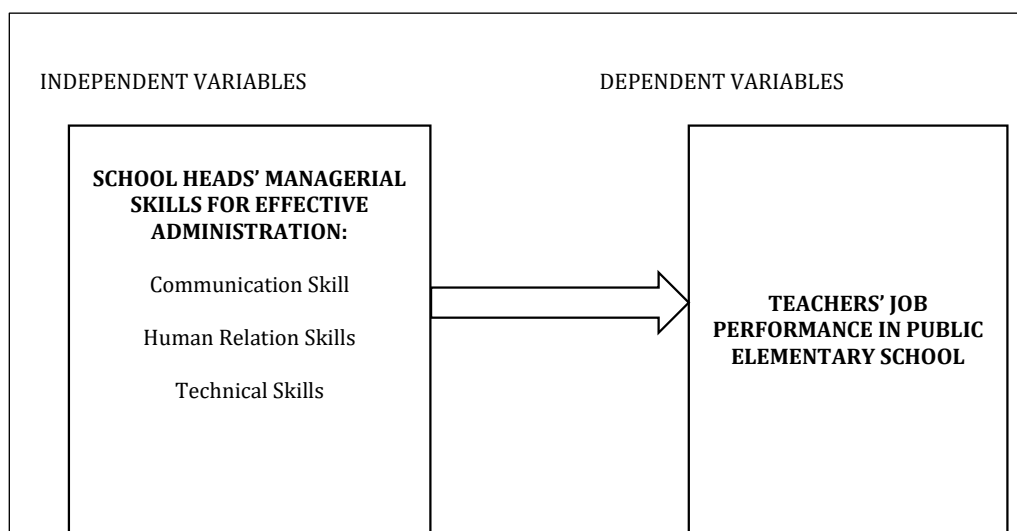 INDEPENDENT VARIABLES
DEPENDENT VARIABLES
SCHOOL HEADS’ MANAGERIAL
SKILLS FOR EFFECTIVE
ADMINISTRATION:
Communication Skill
Human Relation Skills
Technical Skills
TEACHERS’ JOB
PERFORMANCE IN PUBLIC
ELEMENTARY SCHOOL